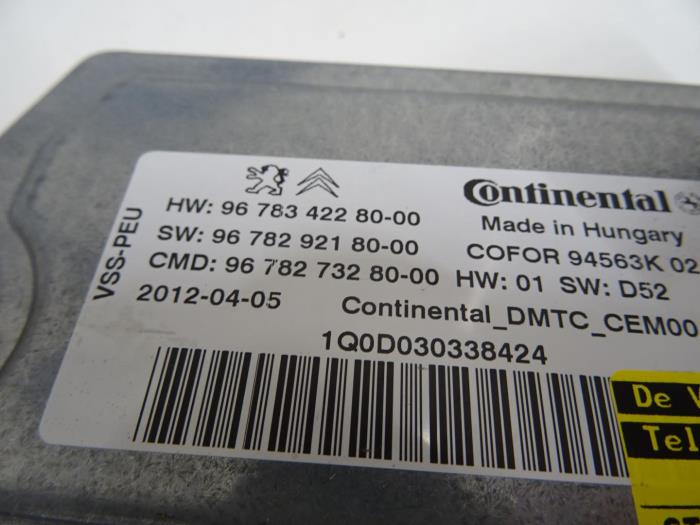 VSS-PEU
Continental
HW: 96 783 422 80-00
Made in Hungary
SW: 96 782 921 80-00
COFOR 94563K 02
CMD: 96 782 732 80-00 HW: 01 SW: D52
2012-04-05 Continental_DMTC_CEM00
1Q0D030338424
De
Tel